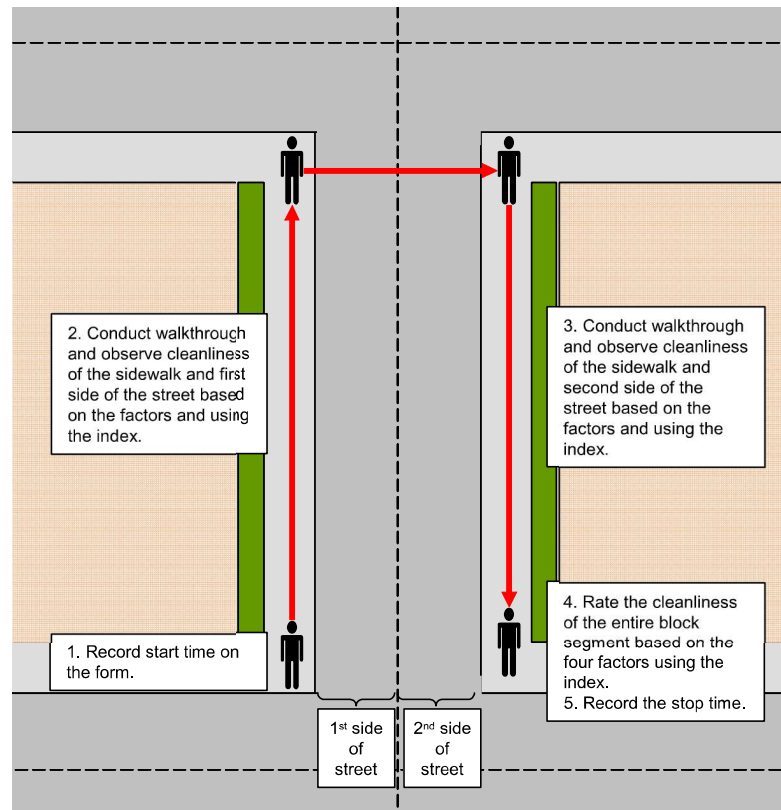 2. Conduct walkthrough
and observe cleanliness
of the sidewalk and first
side of the street based
on the factors and using
the index.
3. Conduct walkthrough
and observe cleanliness
of the sidewalk and
second side of the
street based on the
factors and using the
index.
1. Record start time on
the form.
4. Rate the cleanliness
of the entire block
segment based on the
four factors using the
index.
5. Record the stop time.
1st side
of
street
2nd side
of
street